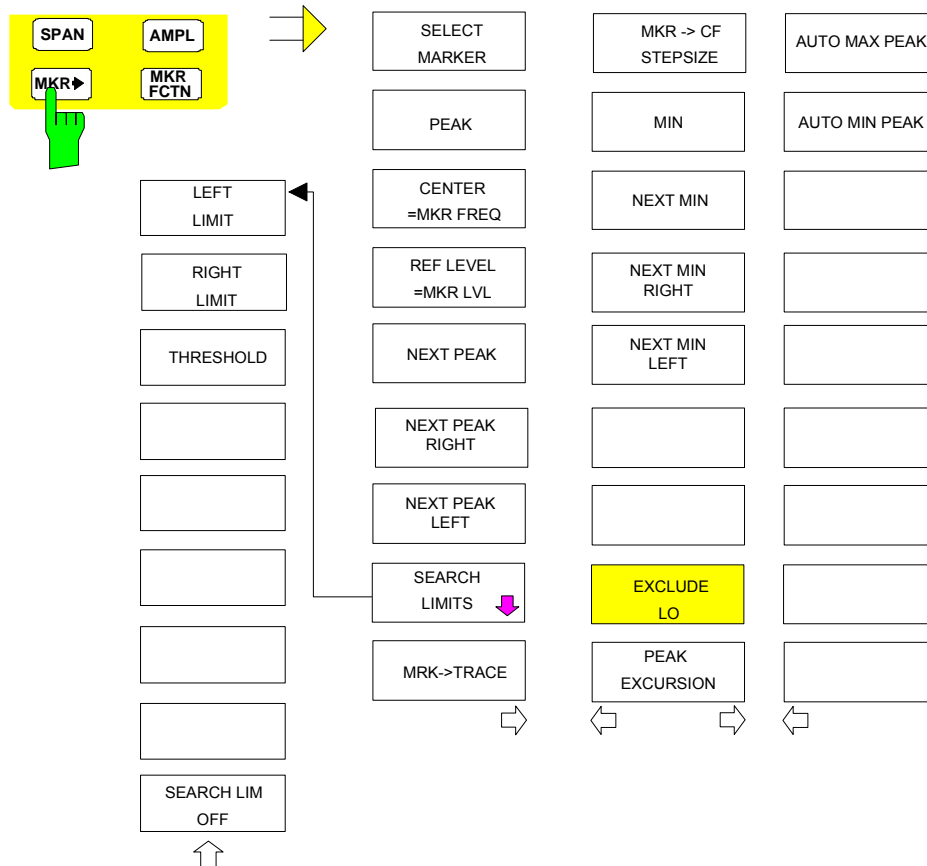 SPAN
AMPL
MKR
MKR
FCTN
SELECT
MARKER
PEAK
CENTER
=MKR FREQ
REF LEVEL
=MKR LVL
NEXT PEAK
NEXT PEAK
RIGHT
NEXT PEAK
LEFT
SEARCH
LIMITS
MRK->TRACE
MKR -> CF
STEPSIZE
MIN
NEXT MIN
NEXT MIN
RIGHT
NEXT MIN
LEFT
EXCLUDE
LO
PEAK
EXCURSION
AUTO MAX PEAK
AUTO MIN PEAK
LEFT
LIMIT
RIGHT
LIMIT
THRESHOLD
SEARCH LIM
OFF